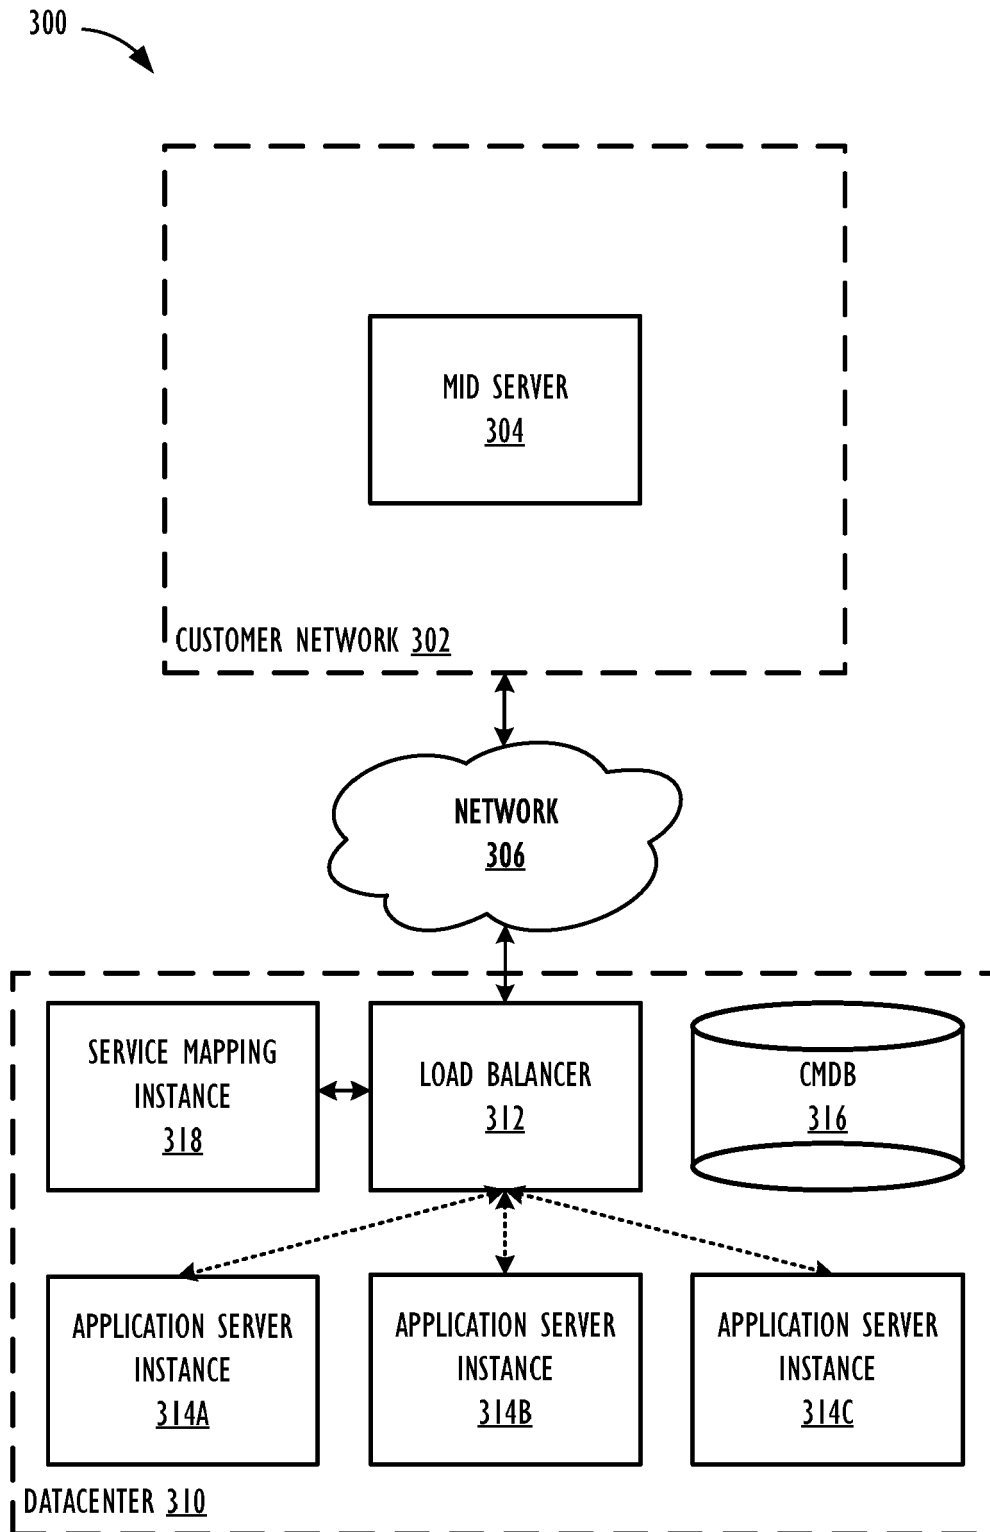 300
MID SERVER
304
CUSTOMER NETWORK 302
NETWORK
306
SERVICE MAPPING
INSTANCE
318
LOAD BALANCER
312
CMDB
316
APPLICATION SERVER
INSTANCE
314A
APPLICATION SERVER
INSTANCE
314B
APPLICATION SERVER
INSTANCE
314C
DATACENTER 310